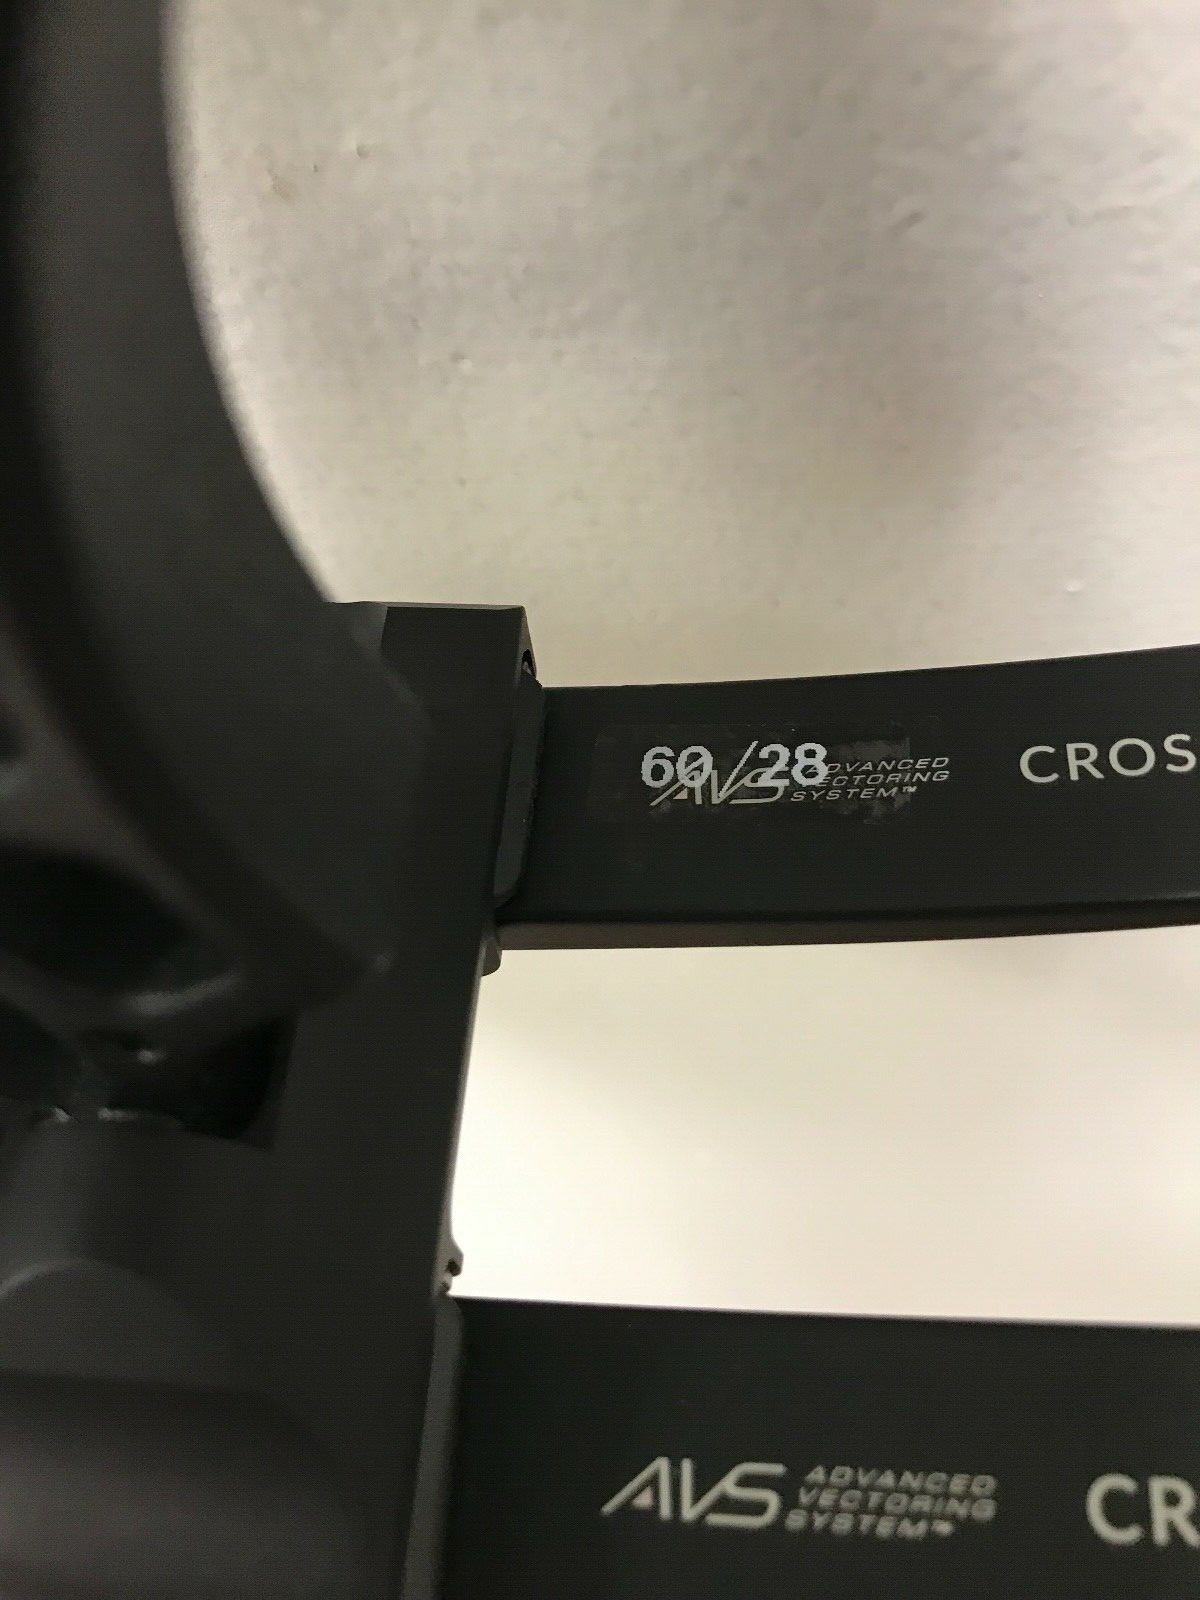 60/28
AVS ADVANCED
VECTORING
SYSTEM™
CROS
AVS ADVANCED
VECTORING
SYSTEM™
CR